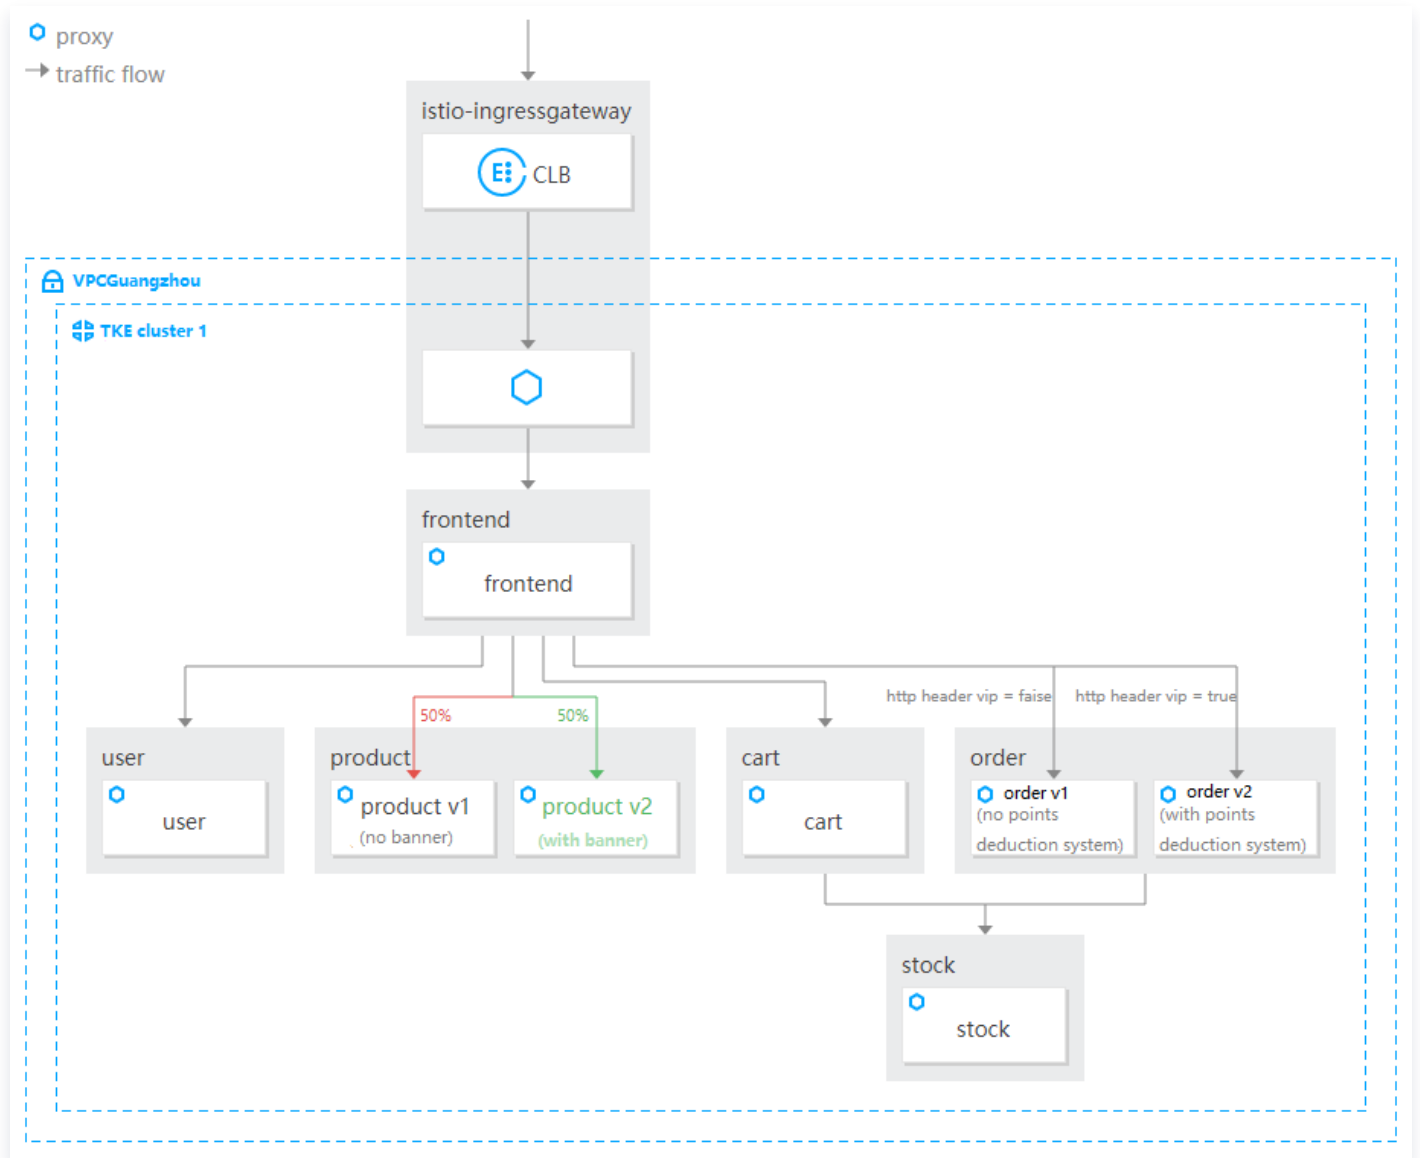 proxy
traffic flow
istio-ingressgateway
CLB
VPCGuangzhou
TKE cluster 1
frontend
frontend
http header vip = faise
http header vip = true
50%
50%
user
product
cart
order
user
product v1
(no banner)
product v2
(with banner)
cart
order v1
(no points
deduction system)
order v2
(with points
deduction system)
stock
stock